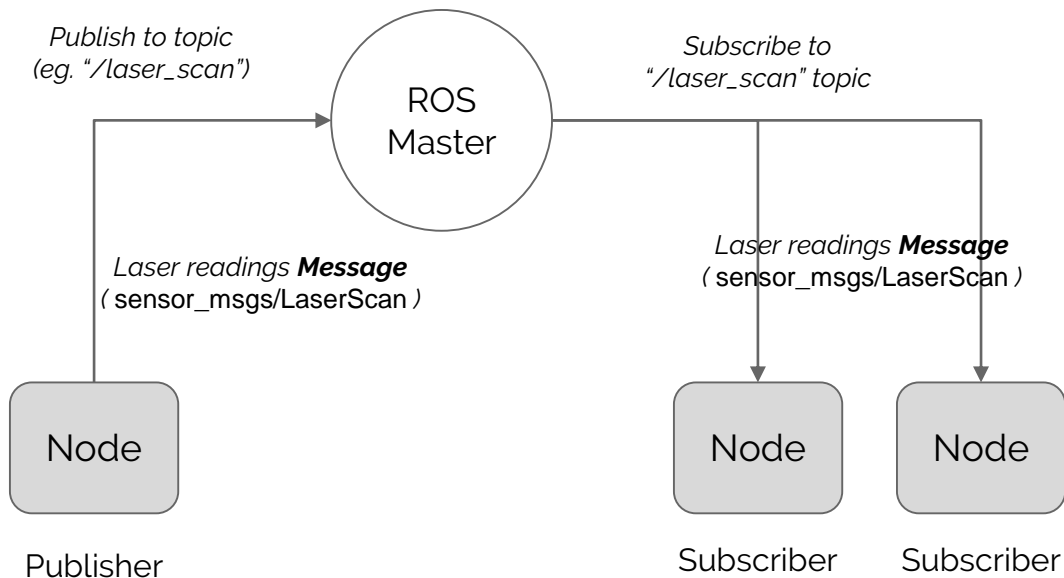 Publish to topic
(eg. “/laser_scan”)
ROS
Master
Subscribe to
“/laser_scan” topic
Laser readings Message
( sensor_msgs/LaserScan )
Laser readings Message
( sensor_msgs/LaserScan )
Node
Node
Node
Publisher
Subscriber
Subscriber